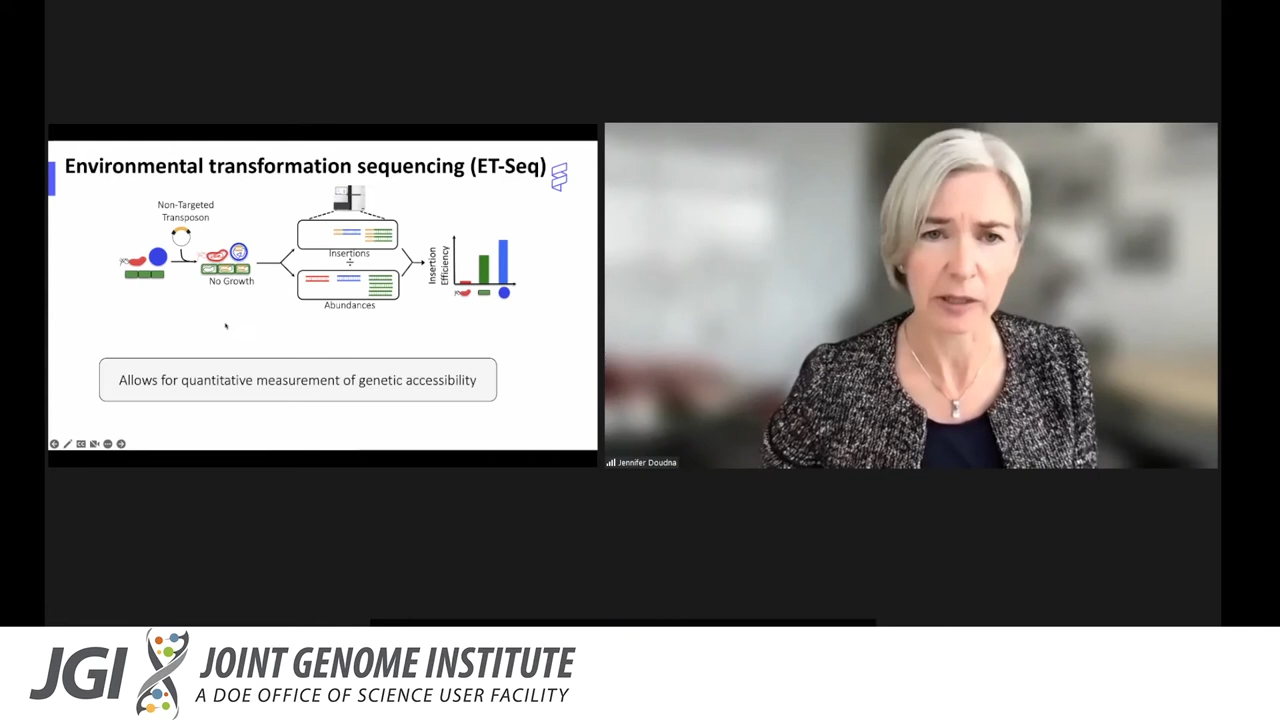 Environmental transformation sequencing (ET-Seq)
Non-Targeted
Transposon
No Growth
Insertions
÷
Abundances
Insertion
Efficiency
Allows for quantitative measurement of genetic accessibility
Jennifer Doudna
JGI JOINT GENOME INSTITUTE
A DOE OFFICE OF SCIENCE USER FACILITY